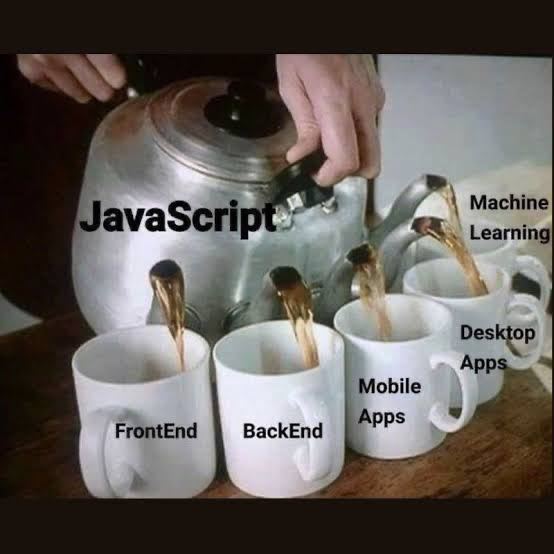 JavaScript
Machine
Learning
Desktop
Apps
Mobile
Apps
FrontEnd
BackEnd